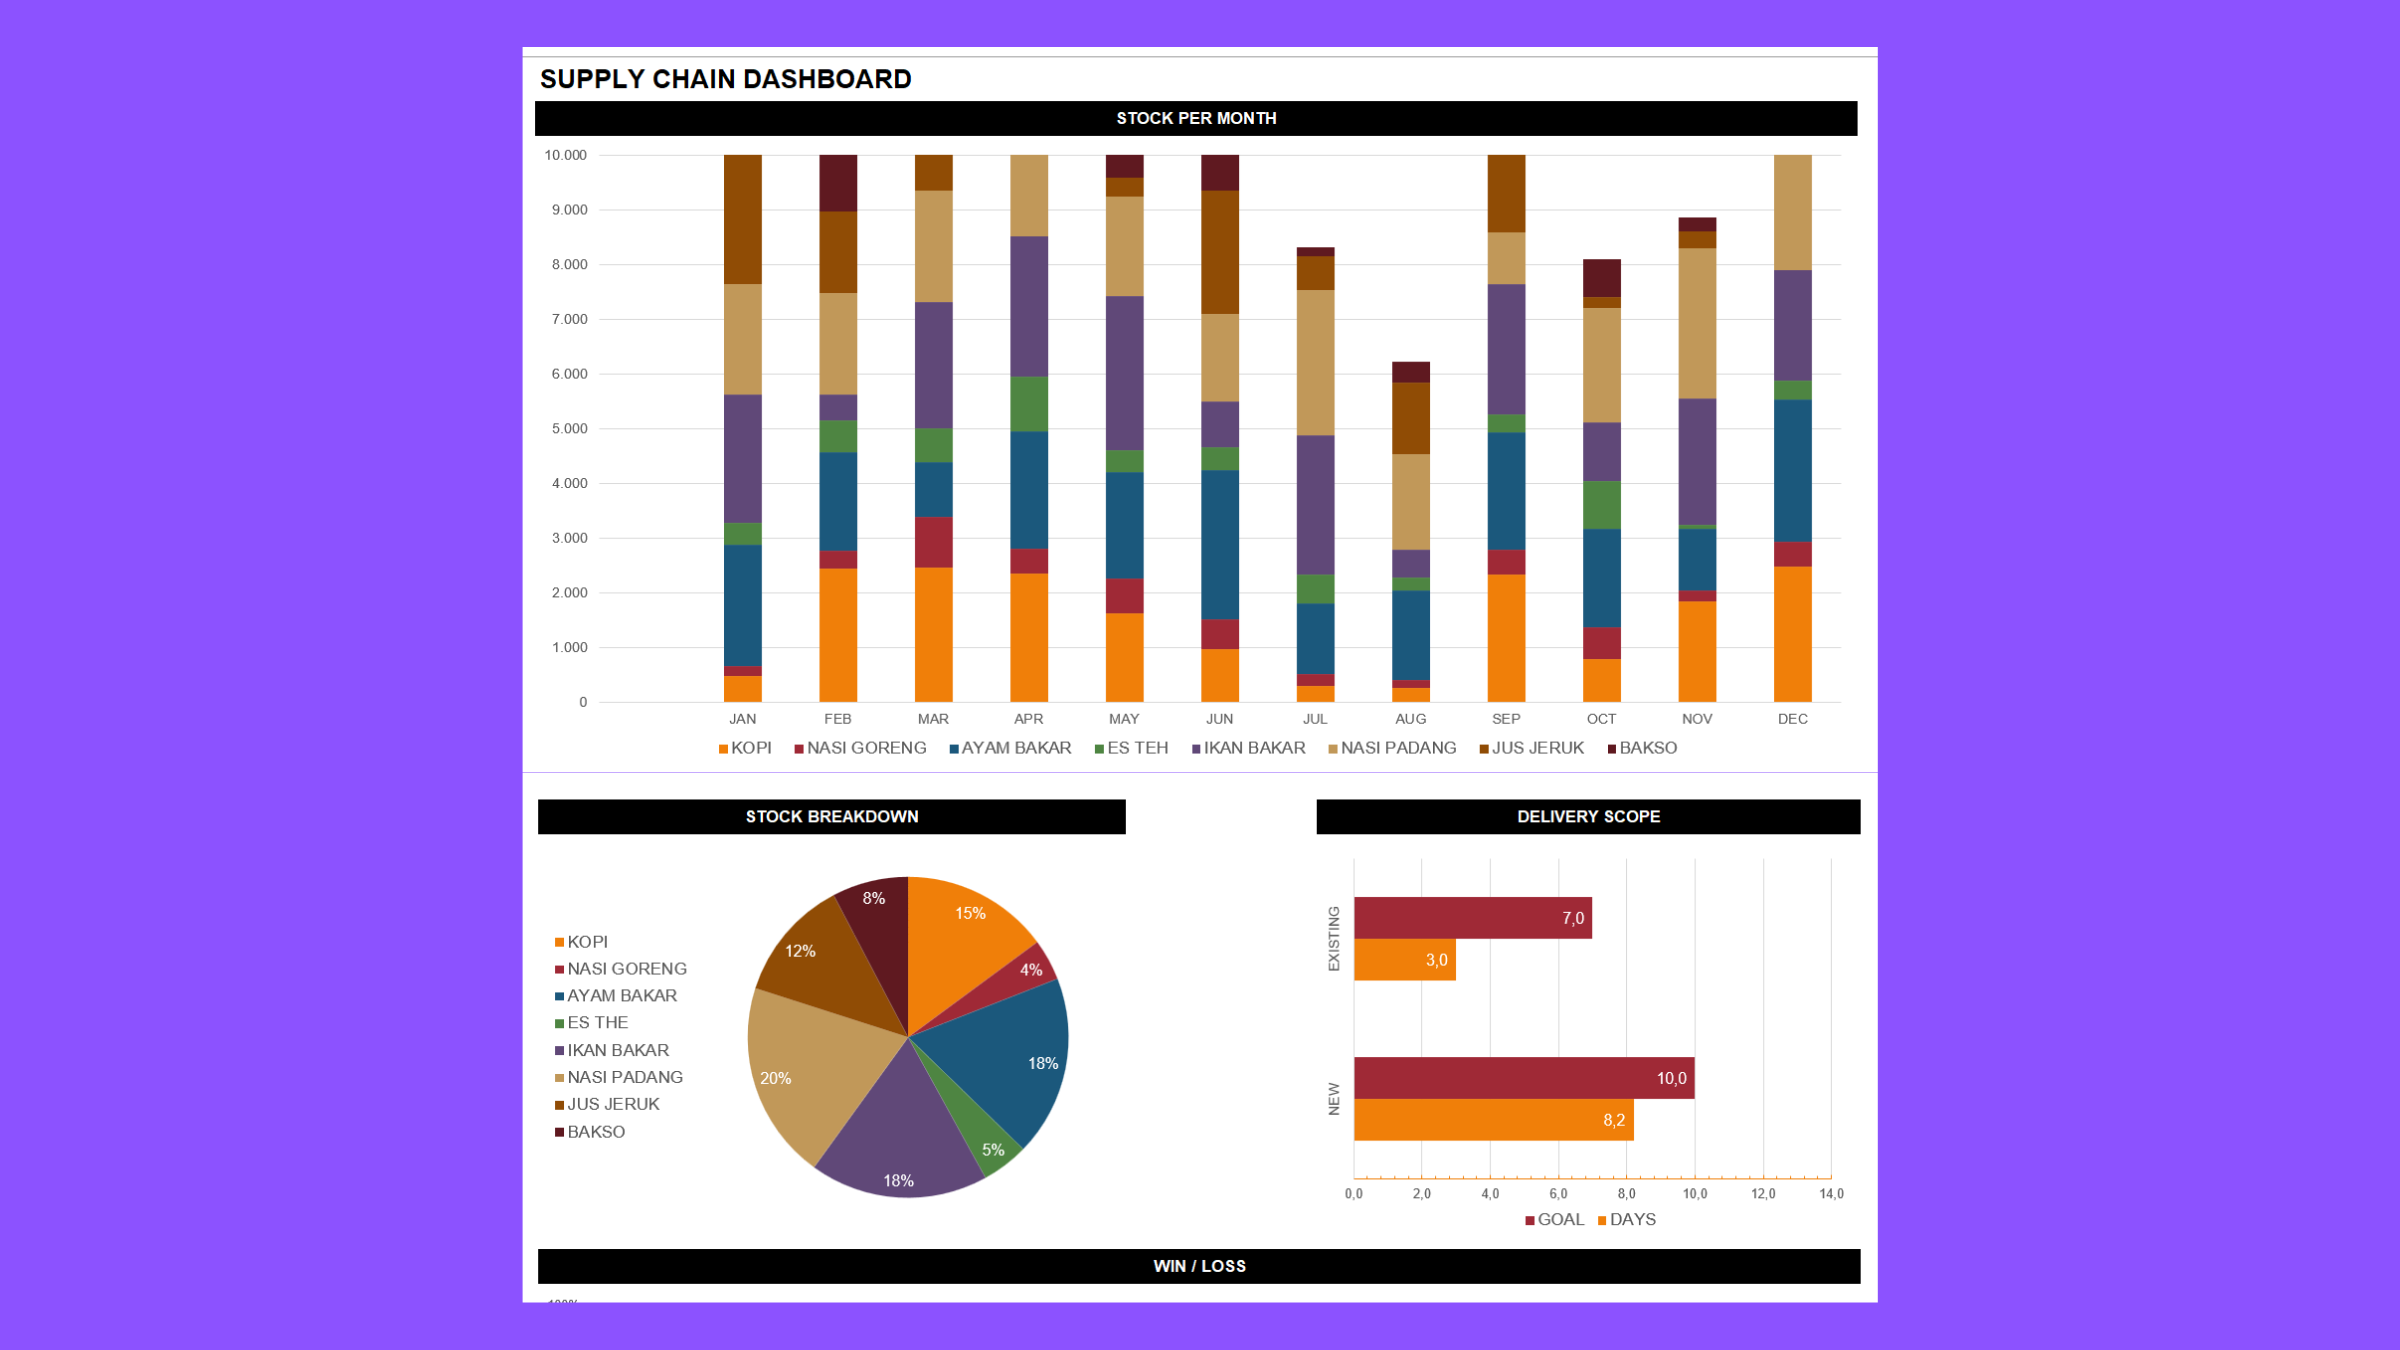 SUPPLY CHAIN DASHBOARD
STOCK PER MONTH
10.000
9.000
8.000
7.000
6.000
5.000
4.000
3.000
2.000
1.000
0
JAN FEB MAR APR MAY JUN JUL AUG SEP OCT NOV DEC
KOPI NASI GORENG AYAM BAKAR ES TEH IKAN BAKAR NASI PADANG JUS JERUK BAKSO
STOCK BREAKDOWN
KOPI
NASI GORENG
AYAM BAKAR
ES THE
IKAN BAKAR
NASI PADANG
JUS JERUK
BAKSO
8%
15%
12%
4%
18%
20%
5%
18%
DELIVERY SCOPE
EXISTING
7,0
3,0
NEW
10,0
8,2
0,0 2,0 4,0 6,0 8,0 10,0 12,0 14,0
GOAL DAYS
WIN / LOSS